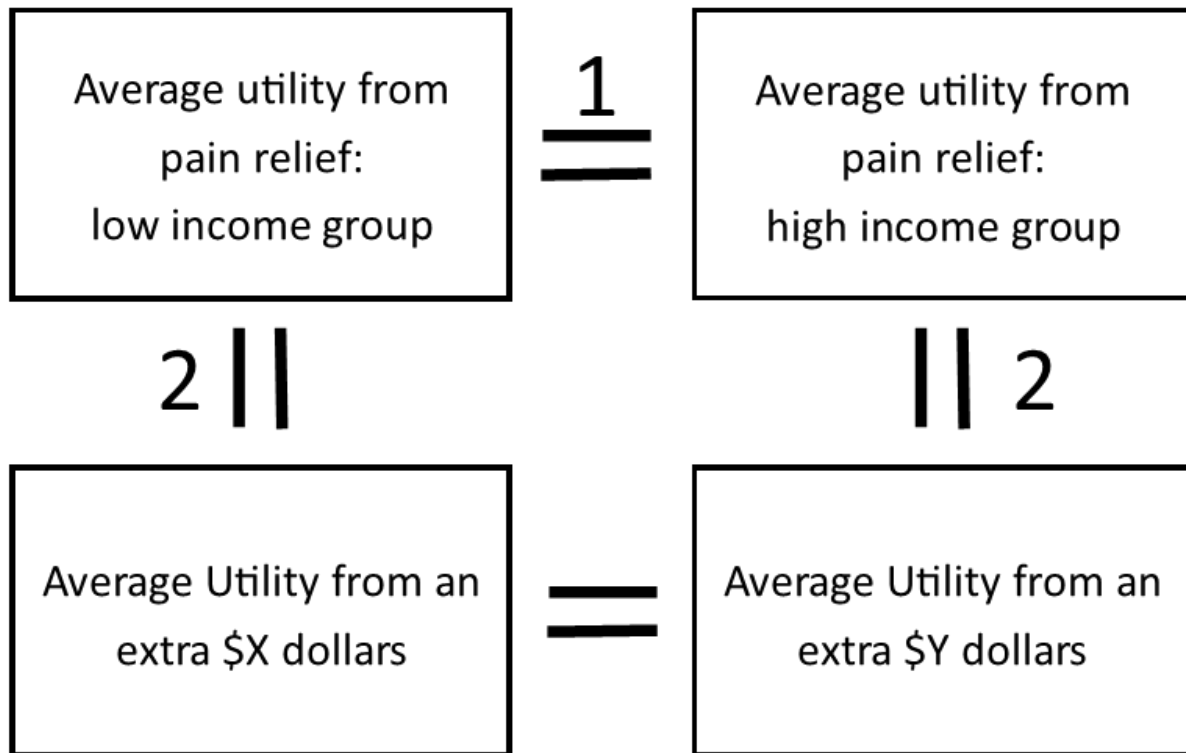 Average utility from
pain relief:
low income group
1
=
Average utility from
pain relief:
high income group
2 ||
|| 2
Average Utility from an
extra $X dollars
=
Average Utility from an
extra $Y dollars